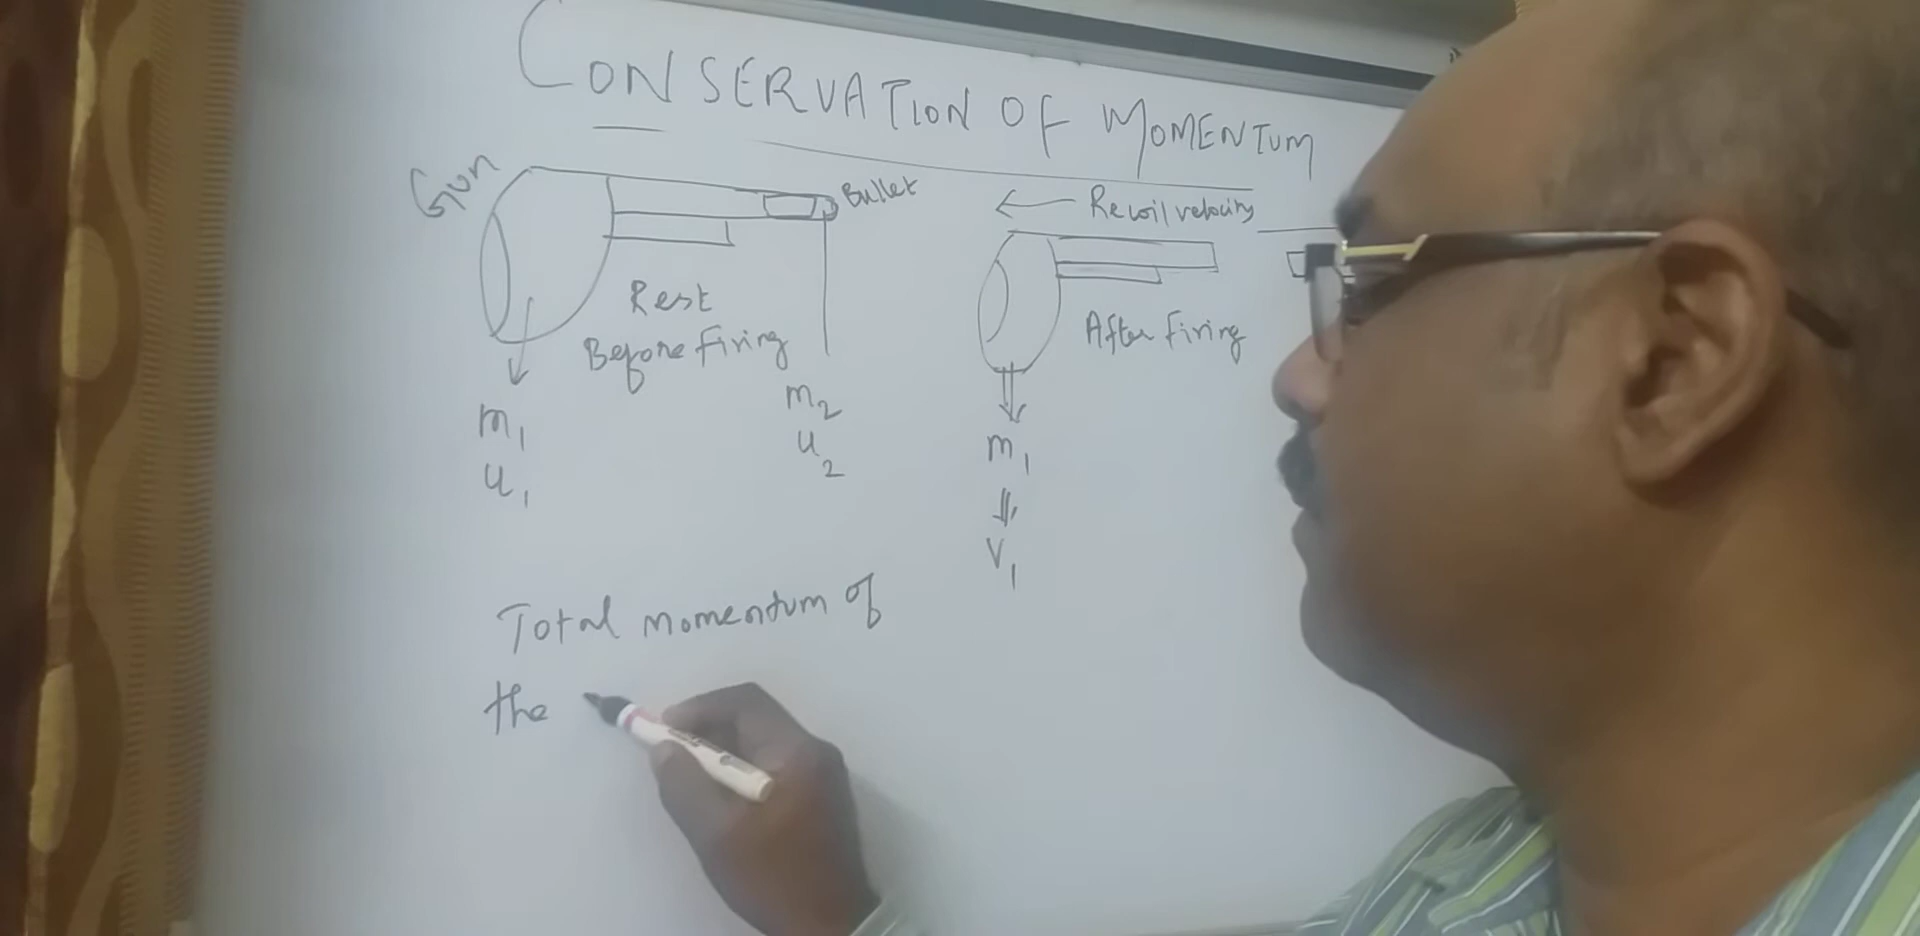 CONSERVATION OF MOMENTUM
Gun
Bullet
Rest
Before Firing
m1
u1
m2
u2
Recoil velocity
After Firing
m1
V1
Total momentum of
the